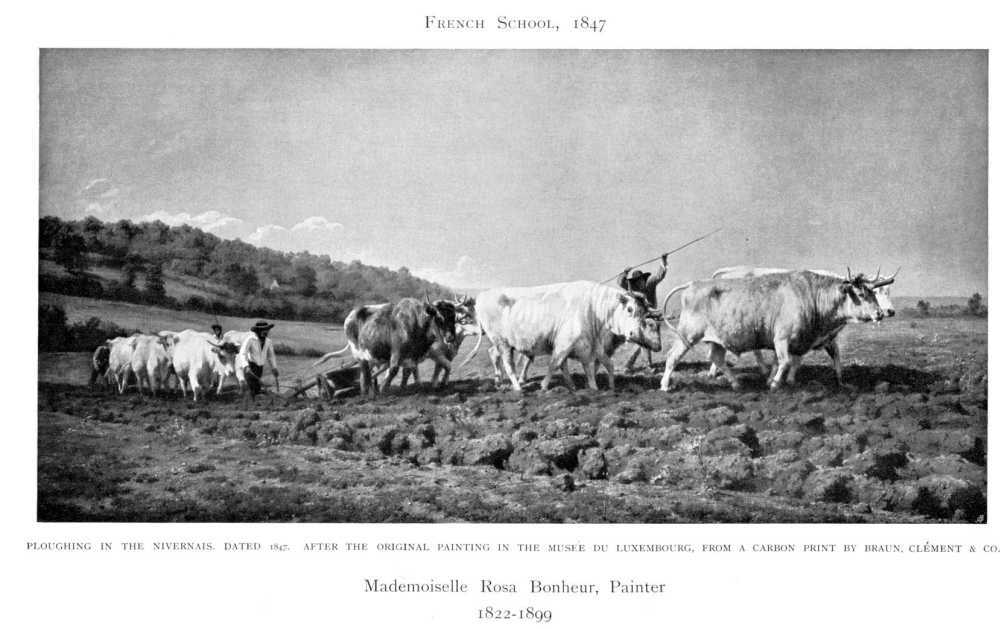 French School, 1847
PLOUGHING IN THE NIVERNAIS. DATED 1847. AFTER THE ORIGINAL PAINTING IN THE MUSÉE DU LUXEMBOURG, FROM A CARBON PRINT BY BRAUN, CLÉMENT & CO.
Mademoiselle Rosa Bonheur, Painter
1822-1899